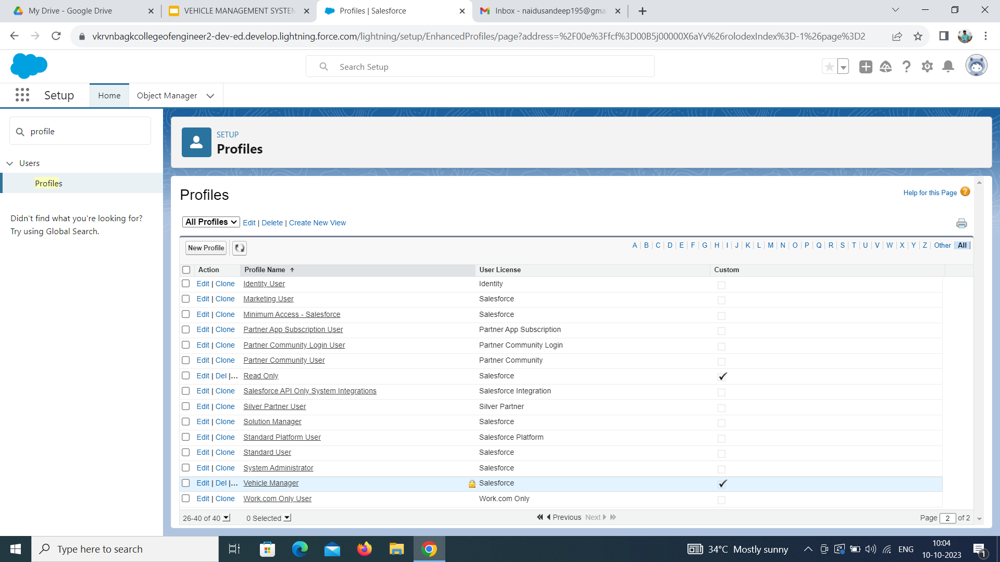 My Drive - Google Drive
VEHICLE MANAGEMENT SYSTEM
Profiles | Salesforce
Inbox - naidusandeep195@gma
vkrvnbagkcollegeofengineer2-dev-ed.develop.lightning.force.com/lightning/setup/EnhancedProfiles/page?address=%2F00e%3Ffcf%3D00B5j00000X6aYv%26rolodexIndex%3D-1%26page%3D2
Search Setup
Setup
Home
Object Manager
profile
Users
Profiles
Didn't find what you're looking for?
Try using Global Search.
SETUP
Profiles
Profiles
Help for this Page
All Profiles Edit | Delete | Create New View
New Profile
A B C D E F G H I J K L M N O P Q R S T U V W X Y Z Other All
Action Profile Name User License Custom
Edit | Clone Identity User Identity
Edit | Clone Marketing User Salesforce
Edit | Clone Minimum Access - Salesforce Salesforce
Edit | Clone Partner App Subscription User Partner App Subscription
Edit | Clone Partner Community Login User Partner Community Login
Edit | Clone Partner Community User Partner Community
Edit | Del |... Read Only Salesforce
Edit | Clone Salesforce API Only System Integrations Salesforce Integration
Edit | Clone Silver Partner User Silver Partner
Edit | Clone Solution Manager Salesforce
Edit | Clone Standard Platform User Salesforce Platform
Edit | Clone Standard User Salesforce
Edit | Clone System Administrator Salesforce
Edit | Del |... Vehicle Manager Salesforce
Edit | Clone Work.com Only User Work.com Only
26-40 of 40 0 Selected Previous Next Page 2 of 2
Type here to search
34°C Mostly sunny
ENG
10:04
10-10-2023
1